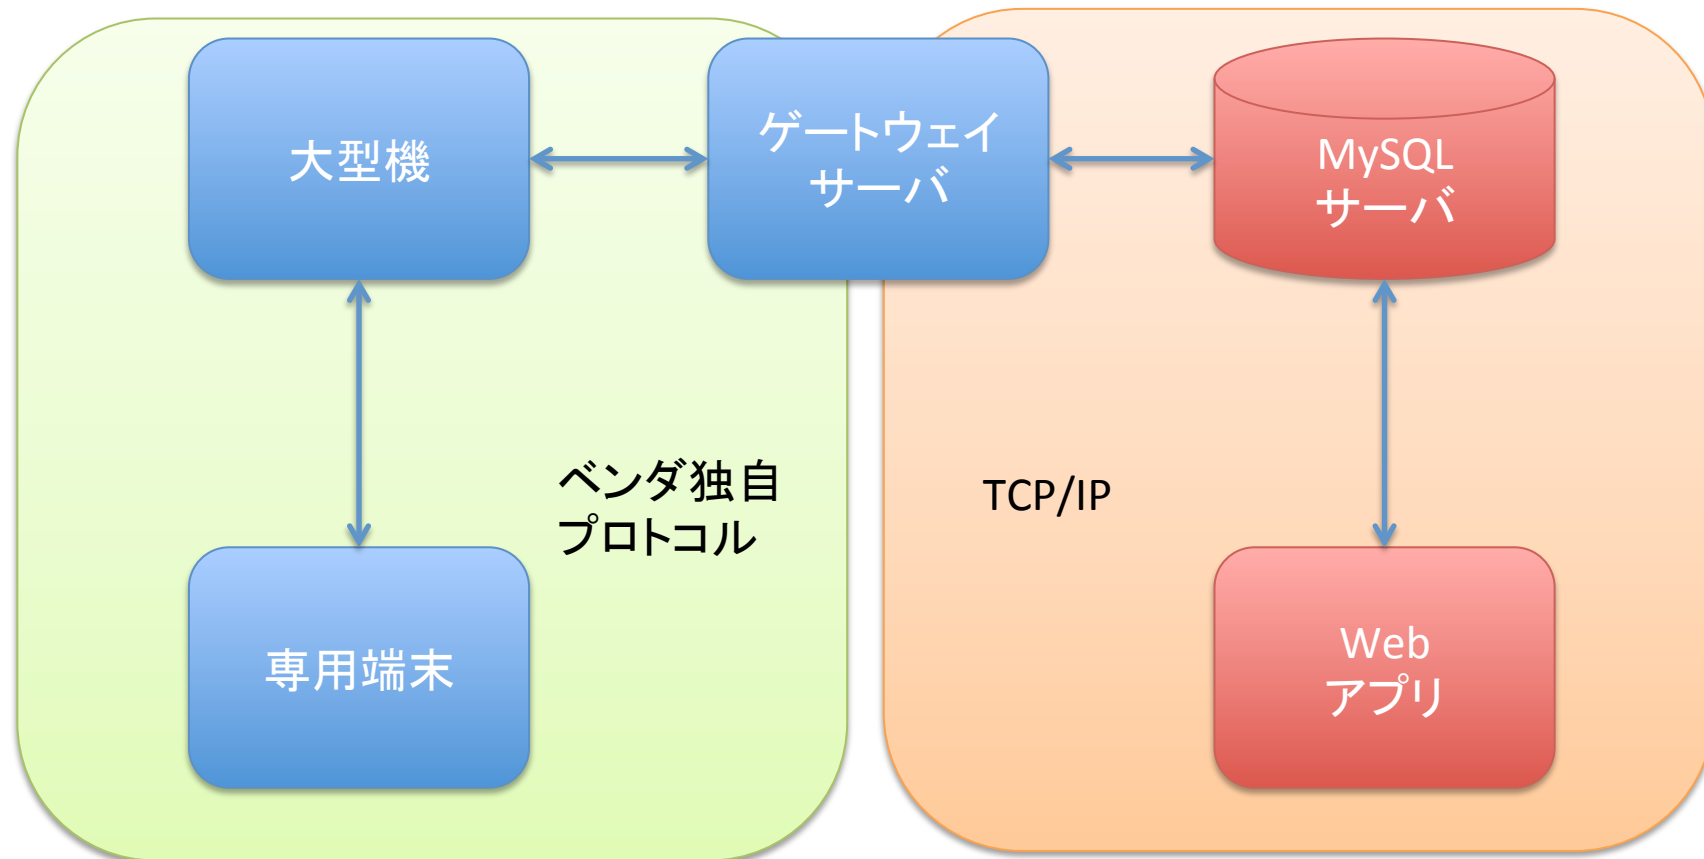 大型機
ゲートウェイ
サーバ
MySQL
サーバ
ベンダ独自
プロトコル
TCP/IP
専用端末
Web
アプリ